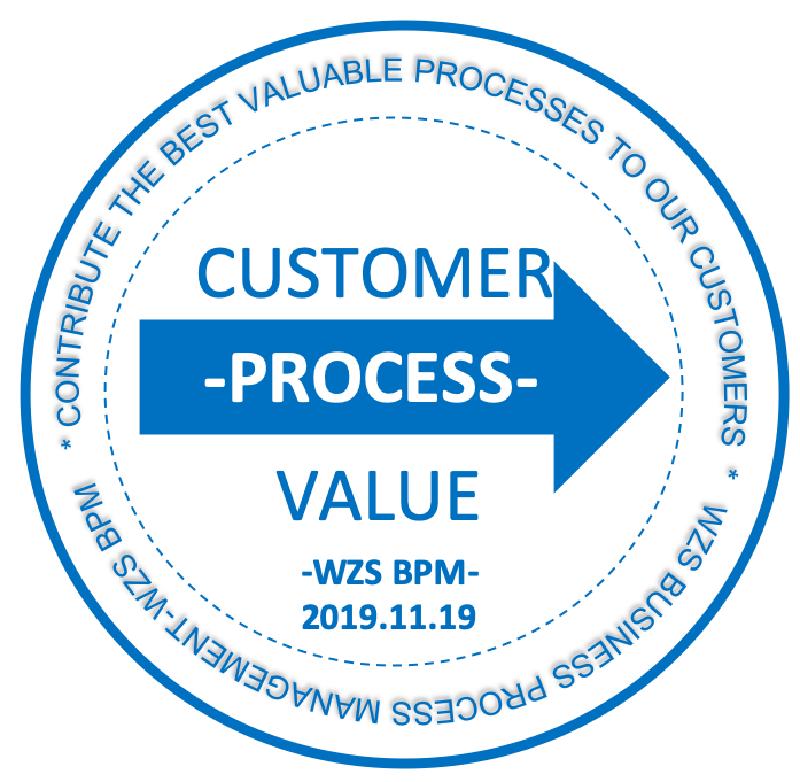 * CONTRIBUTE THE BEST VALUABLE PROCESSES TO OUR CUSTOMERS *
WZS BUSINESS PROCESS MANAGEMENT-WZS BPM
CUSTOMER
-PROCESS-
VALUE
-WZS BPM-
2019.11.19